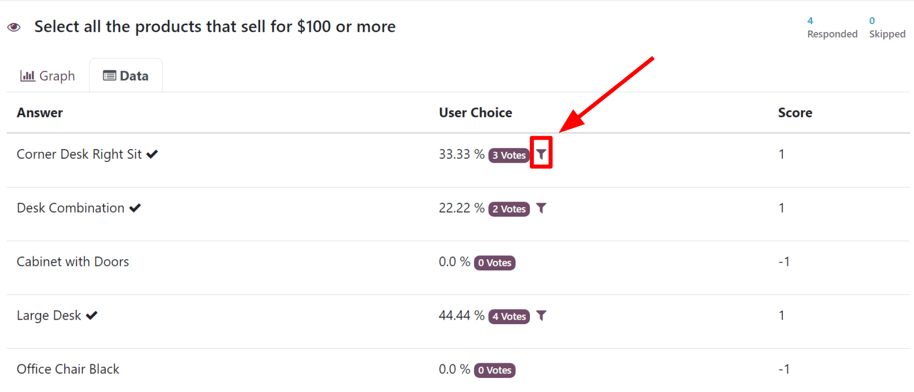 Select all the products that sell for $100 or more
4 Responded
0 Skipped
Graph
Data
Answer User Choice Score
Corner Desk Right Sit ✔ 33.33 % 3 Votes 1
Desk Combination ✔ 22.22 % 2 Votes 1
Cabinet with Doors 0.0 % 0 Votes -1
Large Desk ✔ 44.44 % 4 Votes 1
Office Chair Black 0.0 % 0 Votes -1